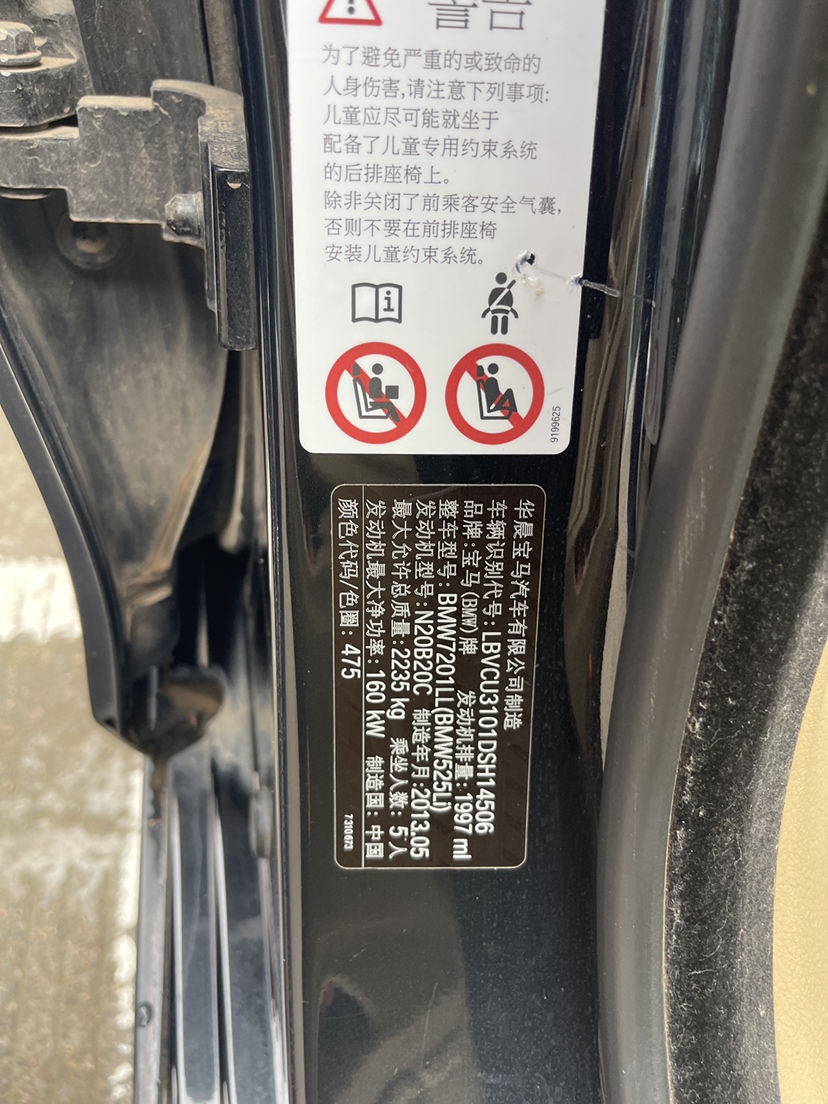 警告
为了避免严重的或致命的
人身伤害,请注意下列事项:
儿童应尽可能就坐于
配备了儿童专用约束系统
的后排座椅上。
除非关闭了前乘客安全气囊,
否则不要在前排座椅
安装儿童约束系统。
9199625
华晨宝马汽车有限公司制造
车辆识别代号: LBVCU3101DSH14506
品牌:宝马(BMW)牌 发动机排量: 1997 ml
整车型号: BMW7201LL(BMW525Li)
发动机型号: N20B20C 制造年月:2013.05
最大允许总质量: 2235 kg 乘坐人数: 5人
发动机最大净功率: 160 kW 制造国: 中国
颜色代码/色圈: 475
7310673